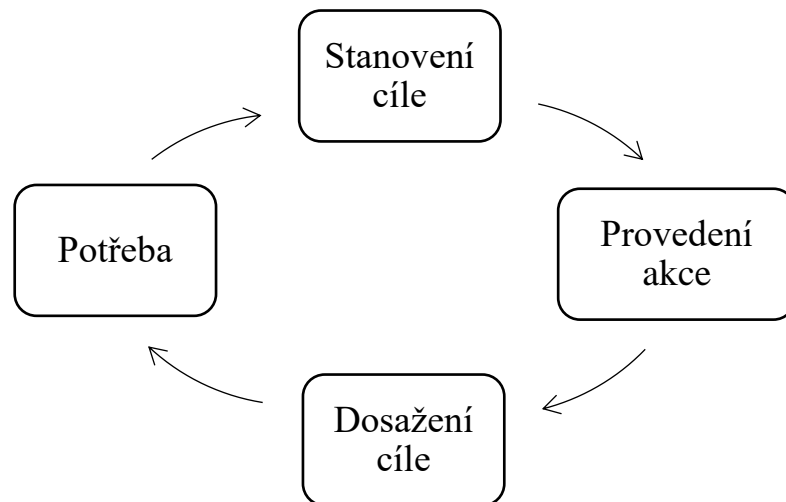 Stanovení
cíle
Potřeba
Provedení
akce
Dosažení
cíle